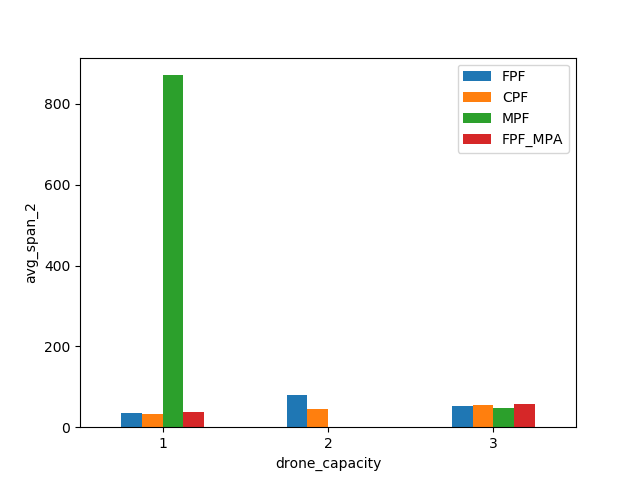 FPF
CPF
MPF
FPF_MPA
800
600
400
200
0
avg_span_2
1
2
3
drone_capacity